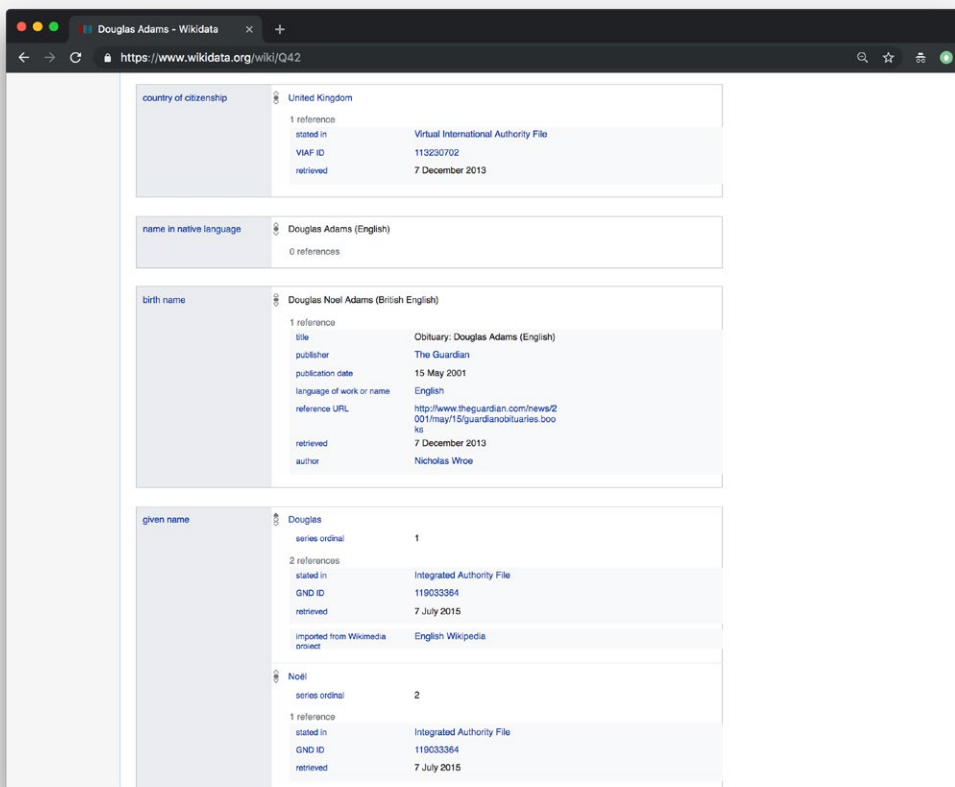 Douglas Adams - Wikidata
https://www.wikidata.org/wiki/Q42
country of citizenship
United Kingdom
1 reference
stated in Virtual International Authority File
VIAF ID 113230702
retrieved 7 December 2013
name in native language
Douglas Adams (English)
0 references
birth name
Douglas Noel Adams (British English)
1 reference
title Obituary: Douglas Adams (English)
publisher The Guardian
publication date 15 May 2001
language of work or name English
reference URL http://www.theguardian.com/news/2
001/may/15/guardianobituaries.boo
ks
retrieved 7 December 2013
author Nicholas Wroe
given name
Douglas
series ordinal 1
2 references
stated in Integrated Authority File
GND ID 119033364
retrieved 7 July 2015
imported from Wikimedia English Wikipedia
project
Noël
series ordinal 2
1 reference
stated in Integrated Authority File
GND ID 119033364
retrieved 7 July 2015